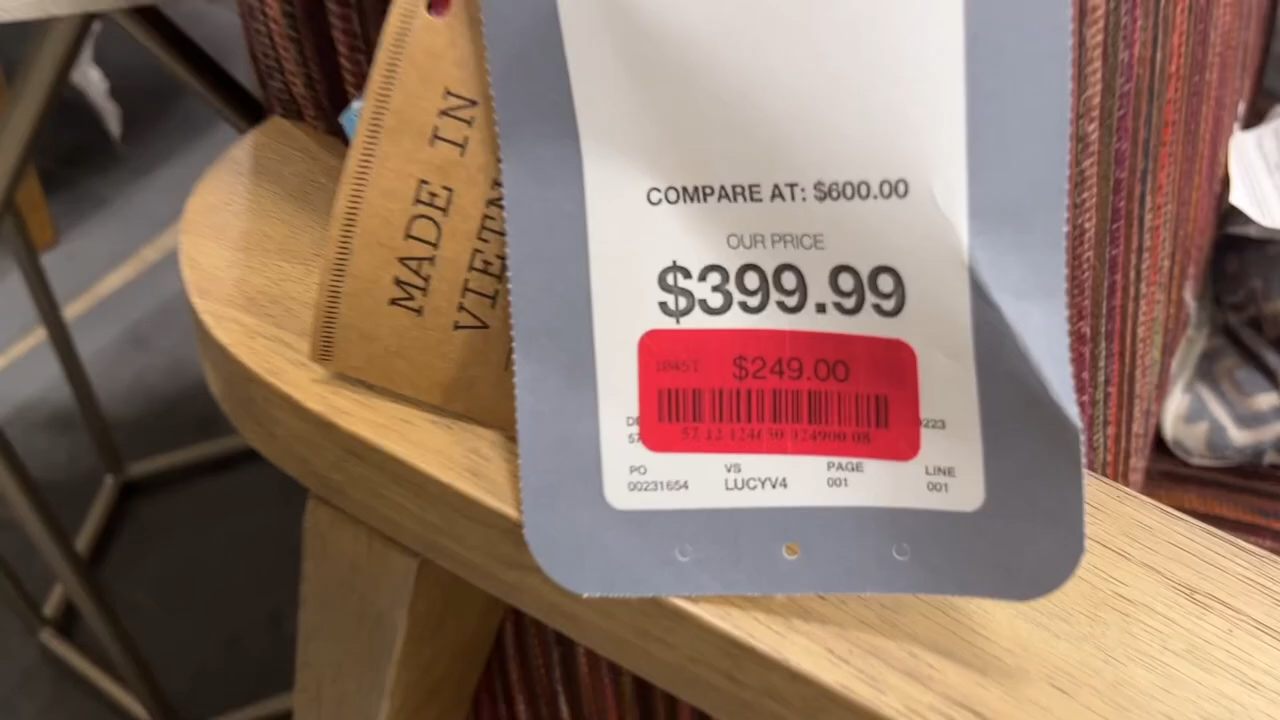 MADE IN
COMPARE AT: $600.00
OUR PRICE
$399.99
$249.00
PO
00231654
VS
LUCYV4
PAGE
001
LINE
001